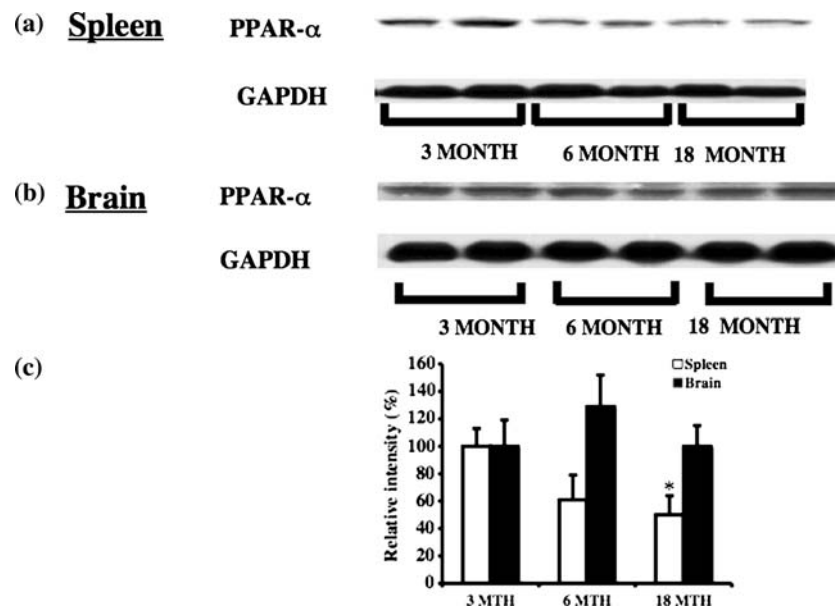 (a) Spleen PPAR-α
GAPDH
3 MONTH 6 MONTH 18 MONTH
(b) Brain PPAR-α
GAPDH
3 MONTH 6 MONTH 18 MONTH
(c)
Relative intensity (%)
160
140
120
100
80
60
40
20
0
Spleen
Brain
*
3 MTH 6 MTH 18 MTH